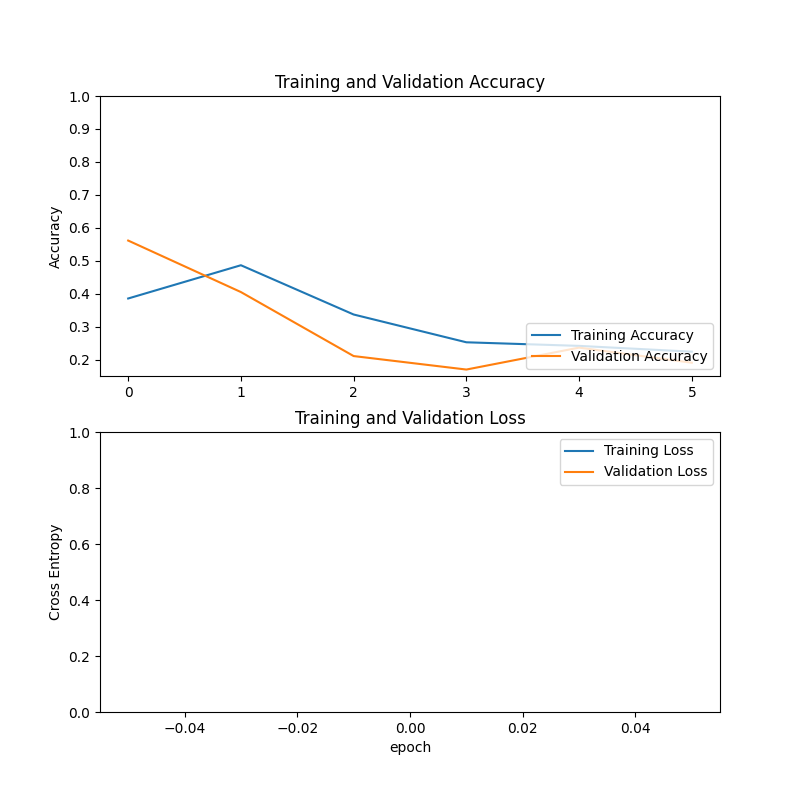 Training and Validation Accuracy
1.0
0.9
0.8
0.7
0.6
0.5
0.4
0.3
0.2
Accuracy
Training Accuracy
Validation Accuracy
0 1 2 3 4 5
Training and Validation Loss
1.0
0.8
0.6
0.4
0.2
0.0
Cross Entropy
Training Loss
Validation Loss
−0.04 −0.02 0.00 0.02 0.04
epoch